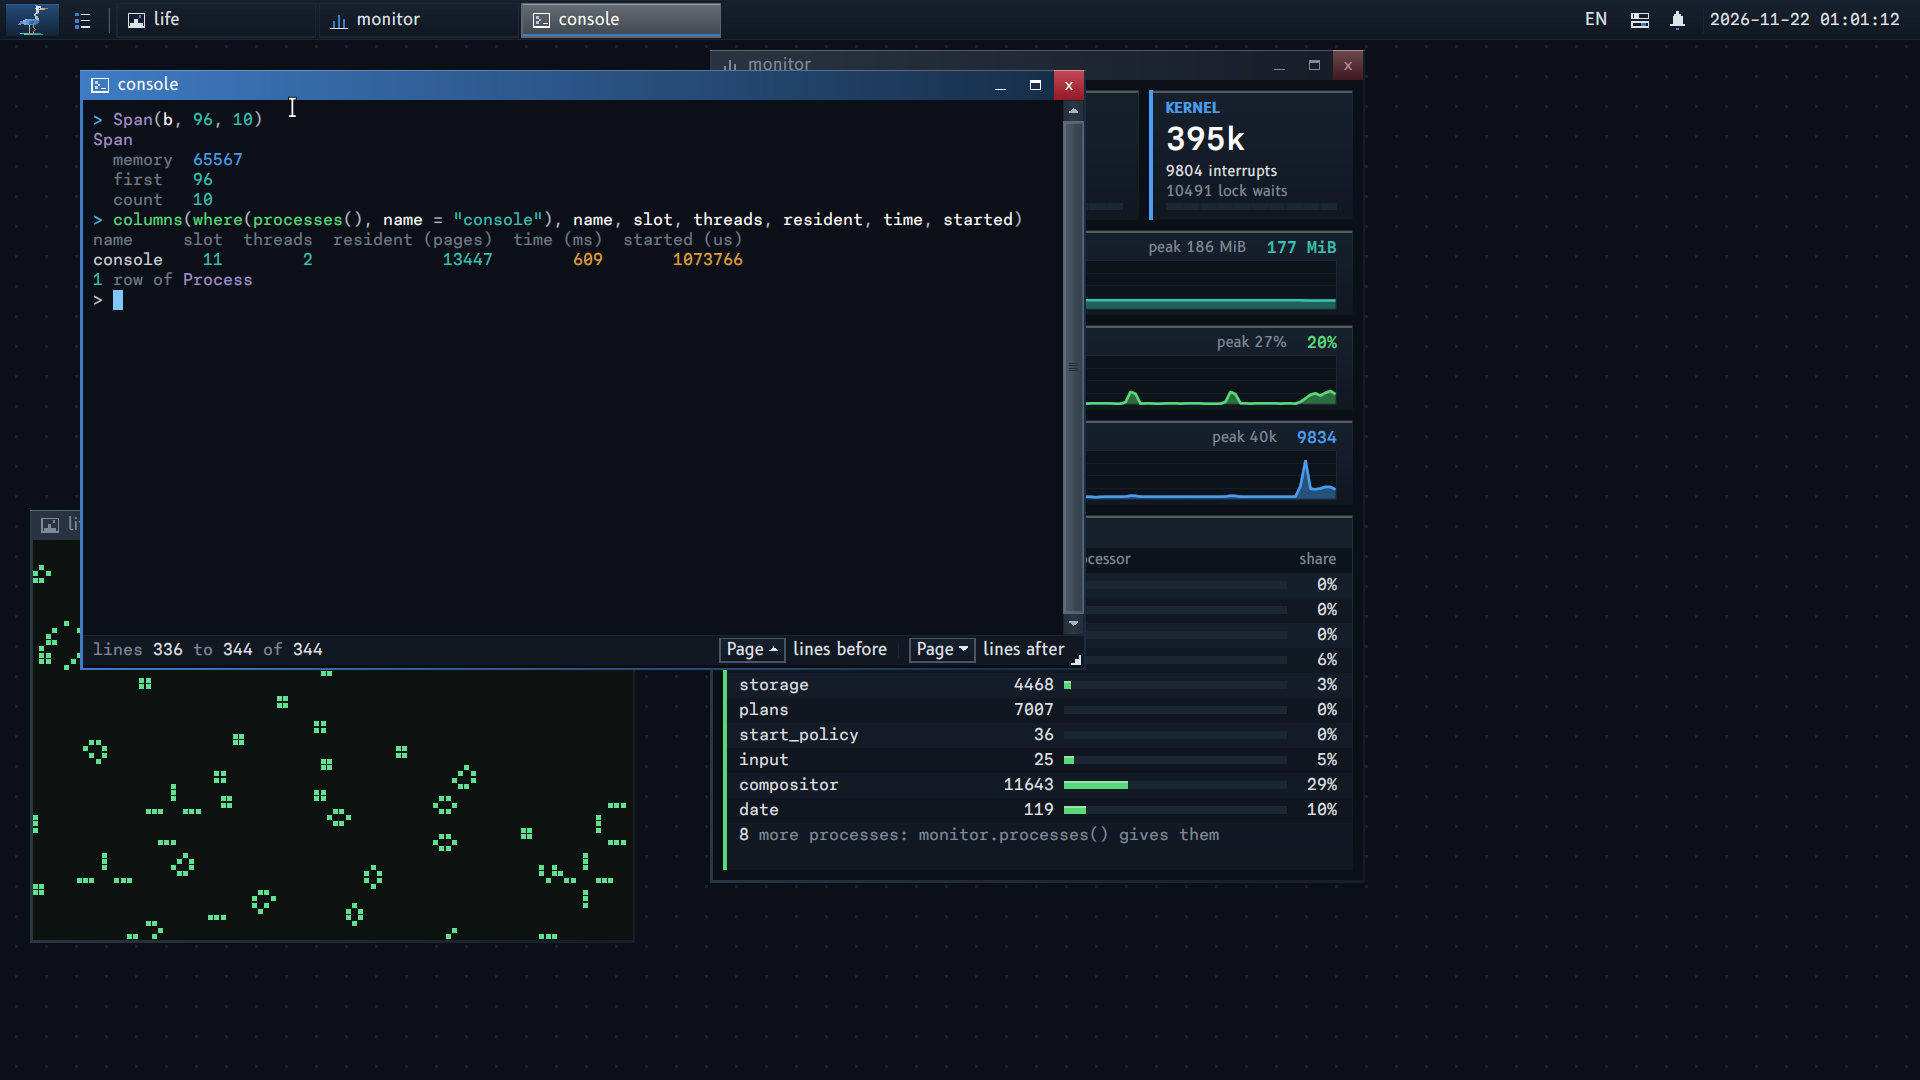 life
monitor
console
EN
2026-11-22 01:01:12
monitor
x
console
x
> Span(b, 96, 10)
Span
memory 65567
first 96
count 10
> columns(where(processes(), name = "console"), name, slot, threads, resident, time, started)
name slot threads resident (pages) time (ms) started (us)
console 11 2 13447 609 1073766
1 row of Process
>
lines 336 to 344 of 344
Page lines before
Page lines after
KERNEL
395k
9804 interrupts
10491 lock waits
peak 186 MiB 177 MiB
peak 27% 20%
peak 40k 9834
share
0%
0%
0%
6%
storage 4468 3%
plans 7007 0%
start_policy 36 0%
input 25 5%
compositor 11643 29%
date 119 10%
8 more processes: monitor.processes() gives them